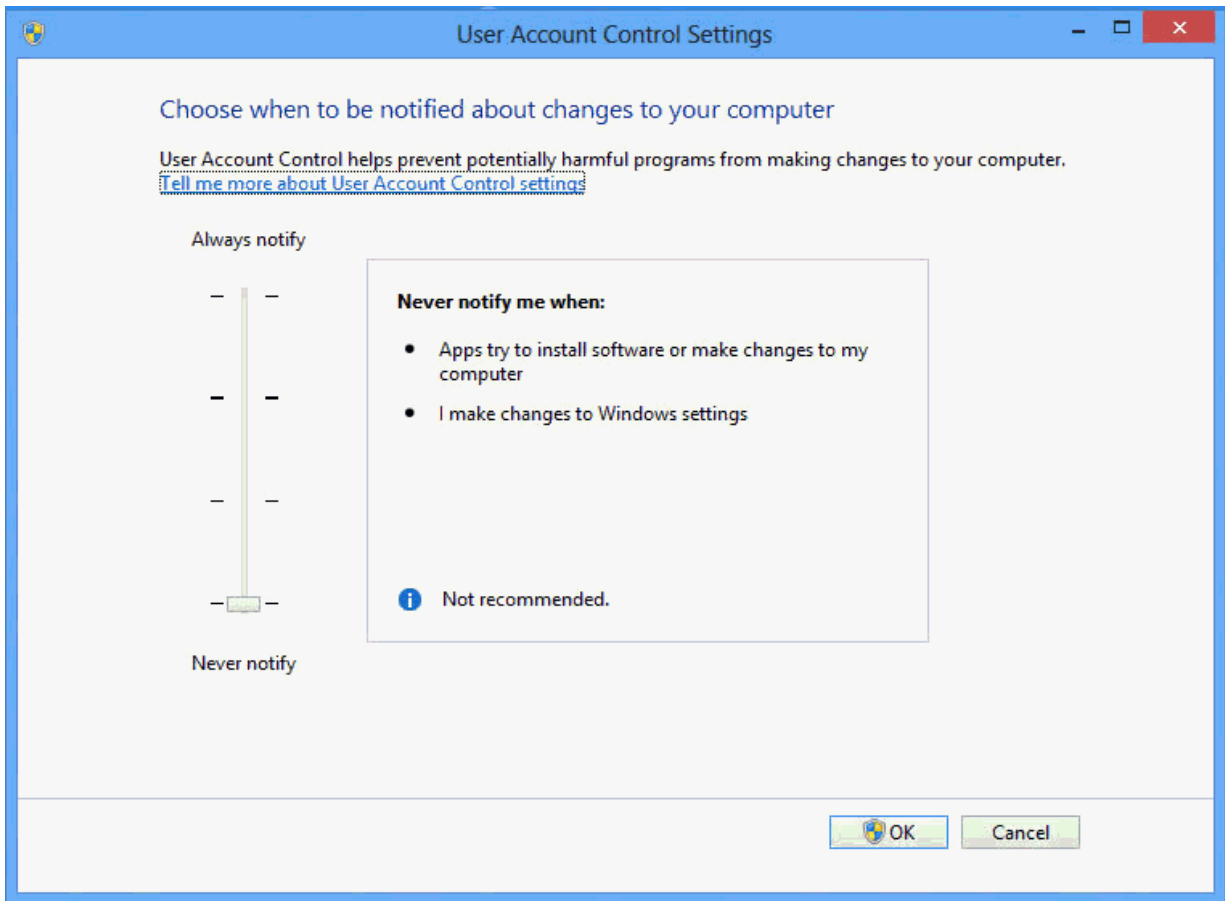 User Account Control Settings
Choose when to be notified about changes to your computer
User Account Control helps prevent potentially harmful programs from making changes to your computer.
Tell me more about User Account Control settings
Always notify
Never notify me when:
Apps try to install software or make changes to my
computer
I make changes to Windows settings
Not recommended.
Never notify
OK
Cancel